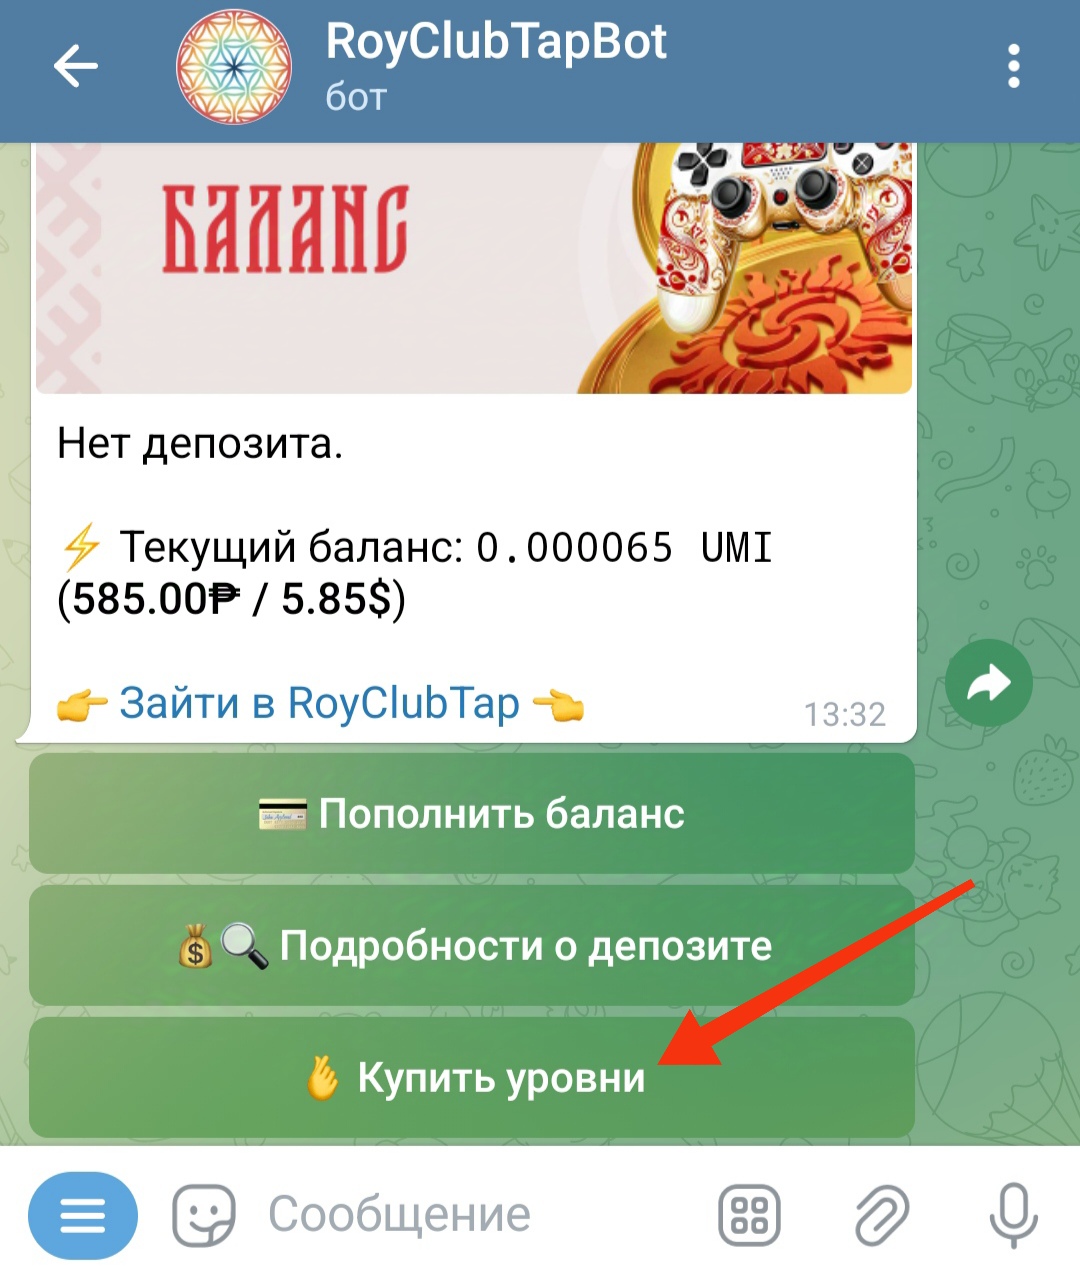 RoyClubTapBot
бот
БАЛАНС
Нет депозита.
⚡ Текущий баланс: 0.000065 UMI
(585.00₱ / 5.85$)
👉 Зайти в RoyClubTap 👈
13:32
💳 Пополнить баланс
💰🔍 Подробности о депозите
🫰 Купить уровни
Сообщение